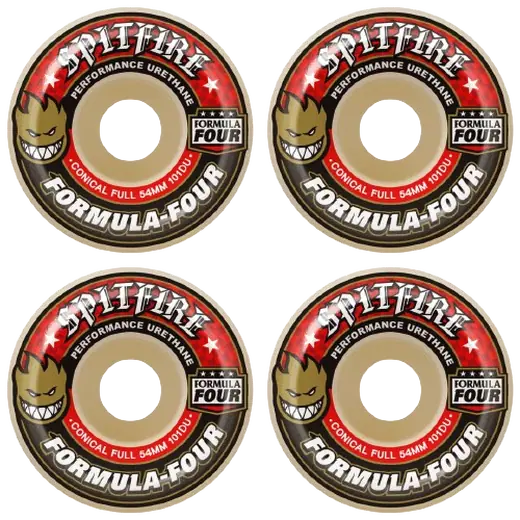 SPITFIRE
PERFORMANCE URETHANE
FORMULA
FOUR
• CONICAL FULL 54MM 101DU •
FORMULA-FOUR
SPITFIRE
PERFORMANCE URETHANE
FORMULA
FOUR
• CONICAL FULL 54MM 101DU •
FORMULA-FOUR
SPITFIRE
PERFORMANCE URETHANE
FORMULA
FOUR
• CONICAL FULL 54MM 101DU •
FORMULA-FOUR
SPITFIRE
PERFORMANCE URETHANE
FORMULA
FOUR
• CONICAL FULL 54MM 101DU •
FORMULA-FOUR